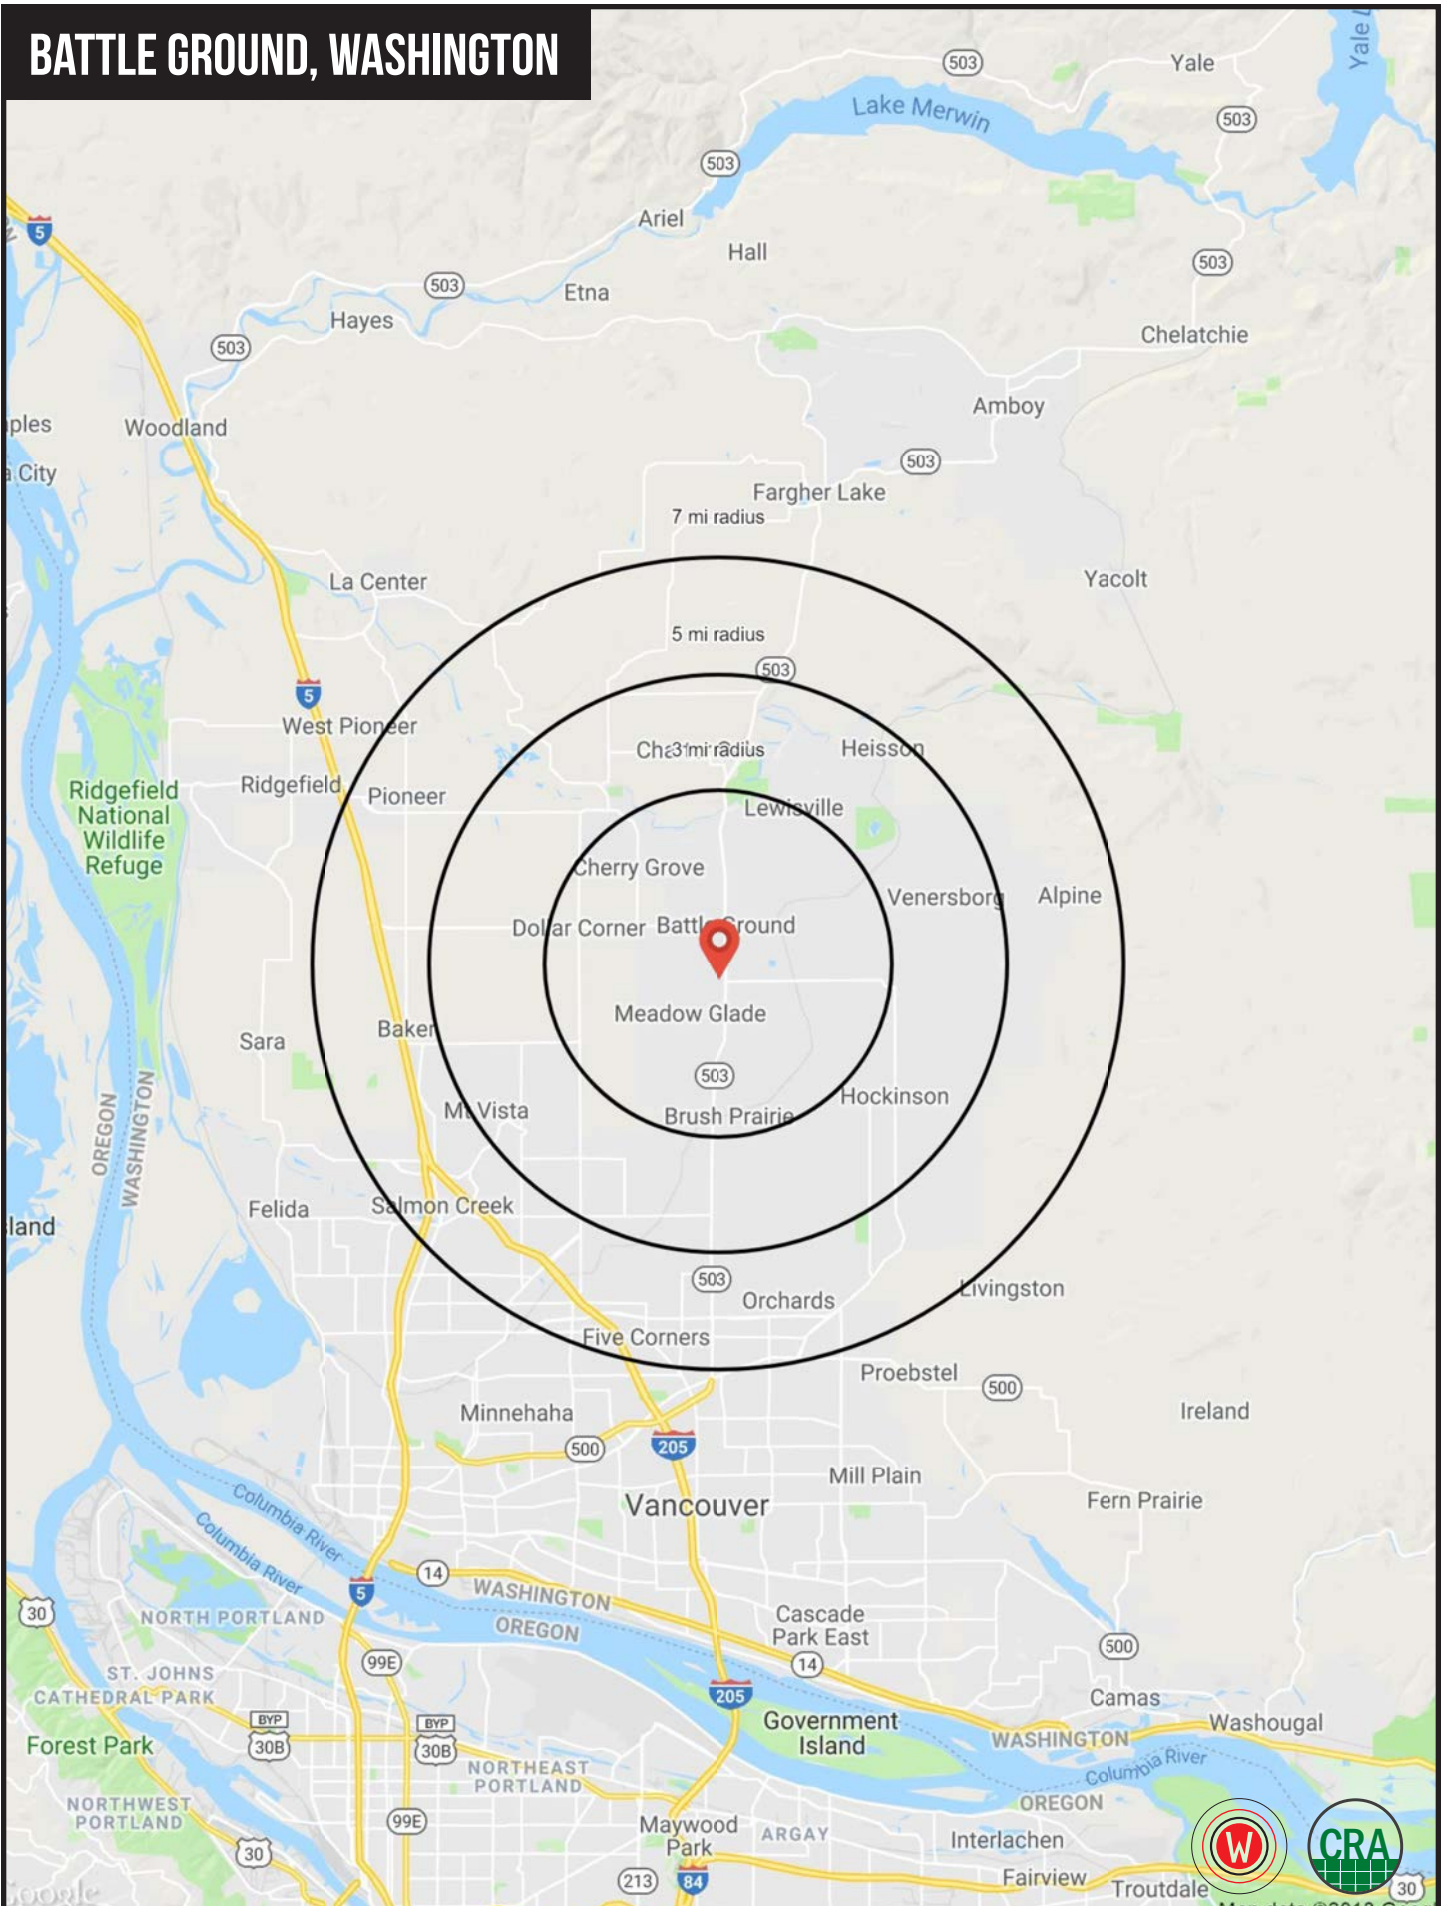 BATTLE GROUND, WASHINGTON
503
Yale
Lake Merwin
503
503
Ariel
5
Hall
503
503
Etna
Hayes
Chelatchie
503
Amboy
Woodland
City
503
Fargher Lake
7 mi radius
La Center
Yacolt
5 mi radius
503
5
West Pioneer
3 mi radius
Heisson
Ridgefield
Pioneer
Ridgefield
National
Wildlife
Refuge
Lewisville
Cherry Grove
Venersborg
Alpine
Dollar Corner
Battle Ground
Meadow Glade
Baker
Sara
503
Hockinson
Mt Vista
Brush Prairie
OREGON
WASHINGTON
Felida
Salmon Creek
503
Livingston
Orchards
Five Corners
Proebstel
500
Minnehaha
Ireland
500
205
Mill Plain
Vancouver
Fern Prairie
Columbia River
Columbia River
14
5
WASHINGTON
OREGON
30
NORTH PORTLAND
Cascade
Park East
500
99E
14
ST. JOHNS
CATHEDRAL PARK
205
Camas
BYP
30B
BYP
30B
Government
Island
Washougal
WASHINGTON
Forest Park
Columbia River
NORTHEAST
PORTLAND
OREGON
NORTHWEST
PORTLAND
99E
Maywood
Park
ARGAY
Interlachen
W
CRA
30
213
84
Fairview
Troutdale
30
Google